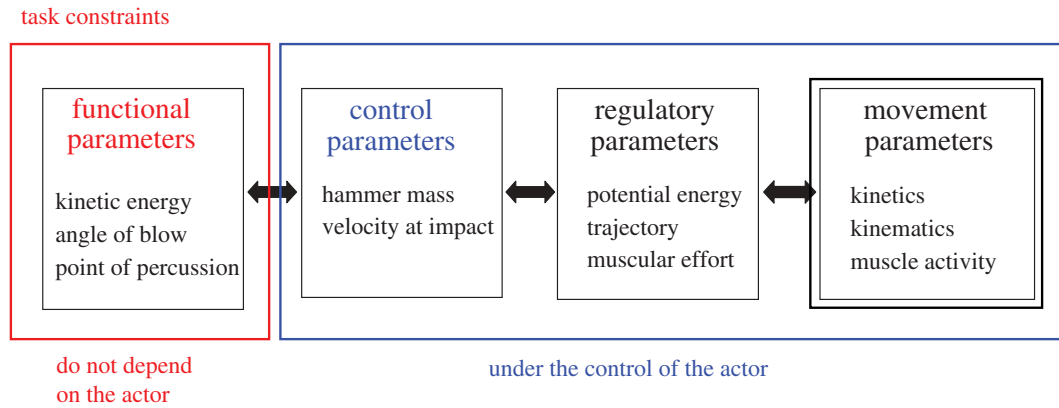 task constraints
functional
parameters
kinetic energy
angle of blow
point of percussion
control
parameters
hammer mass
velocity at impact
regulatory
parameters
potential energy
trajectory
muscular effort
movement
parameters
kinetics
kinematics
muscle activity
do not depend
on the actor
under the control of the actor